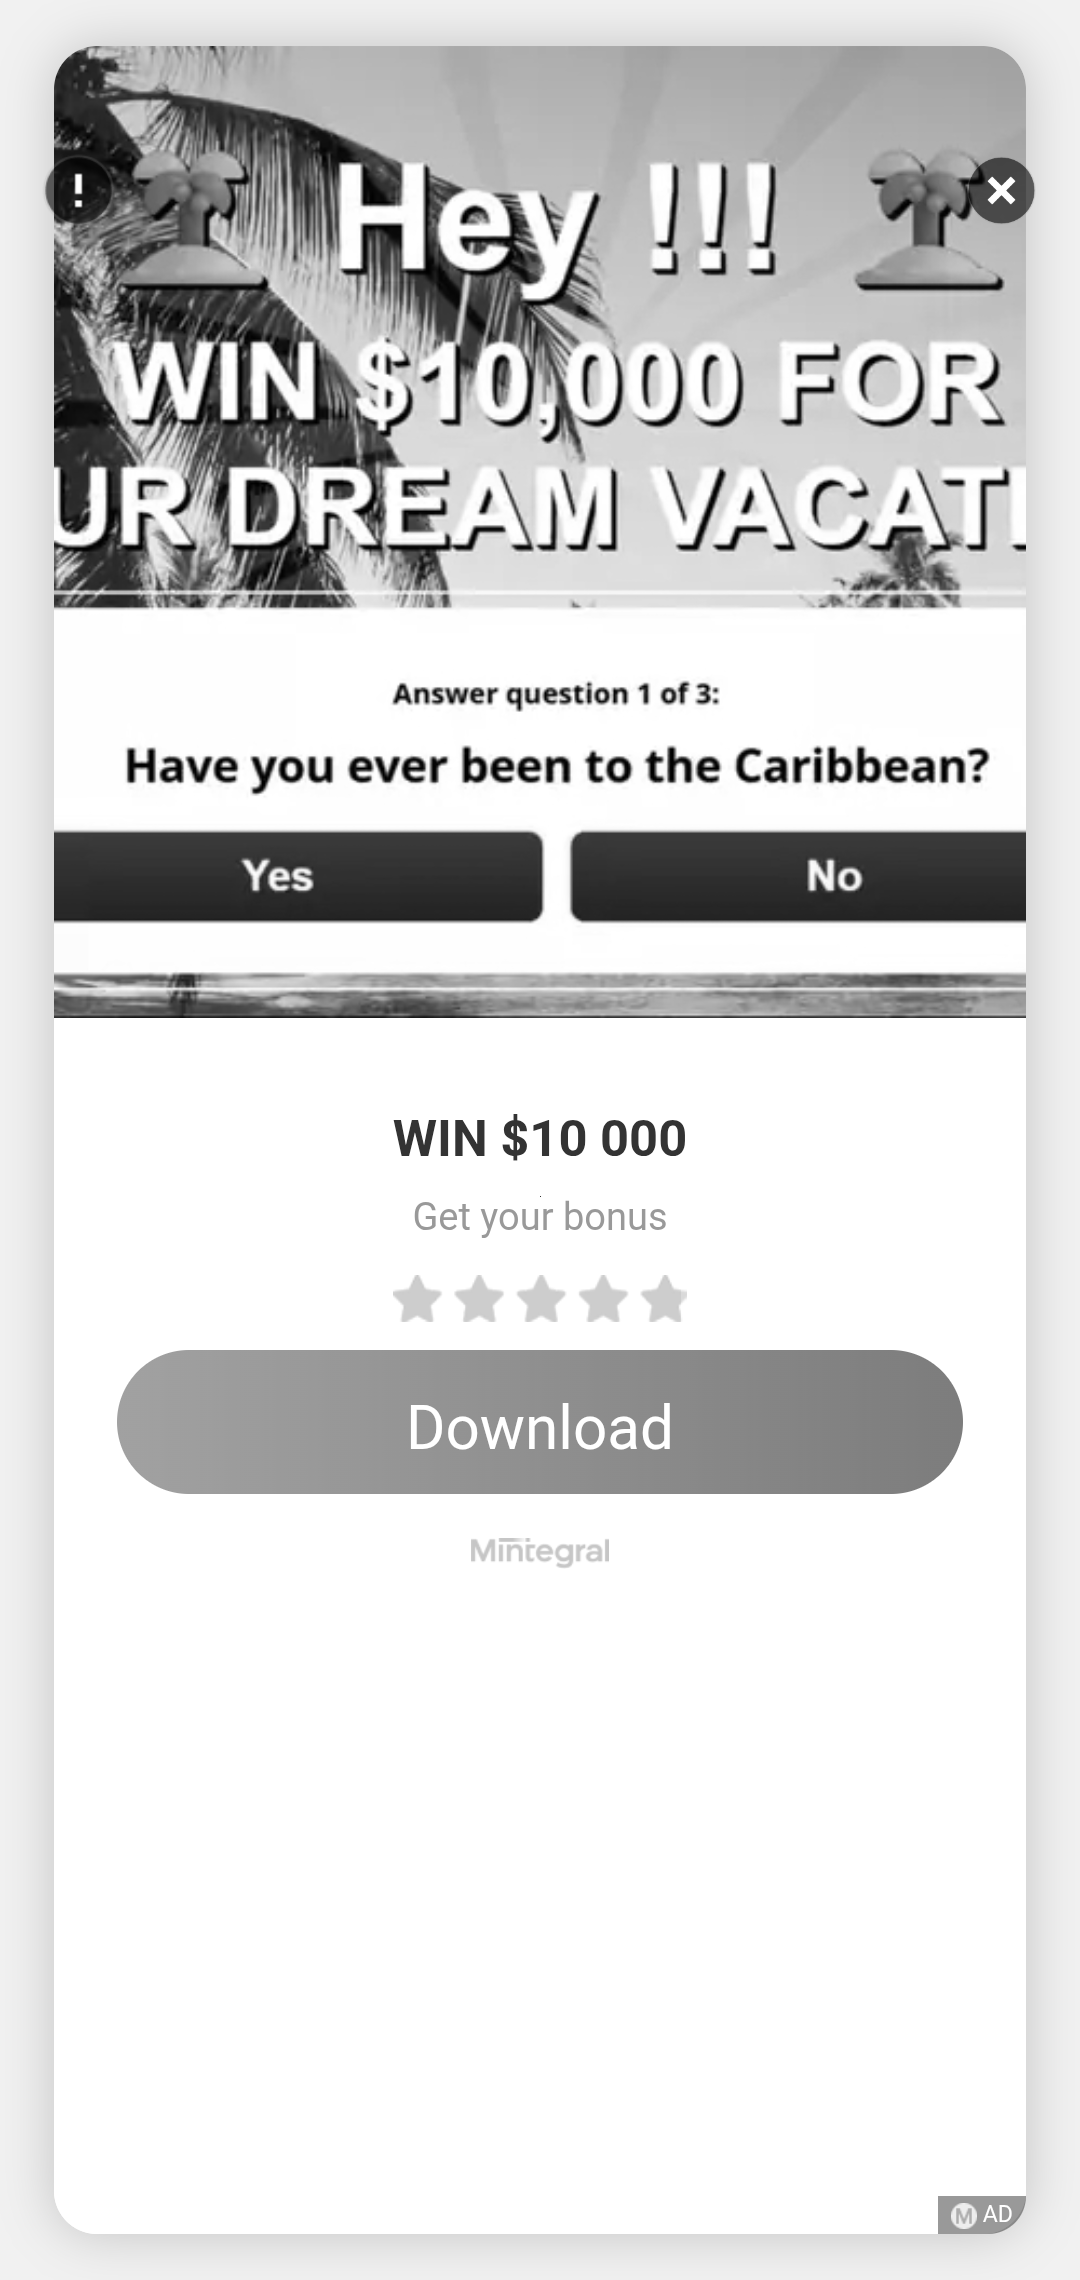 Hey !!!
WIN $10,000 FOR
UR DREAM VACATI
Answer question 1 of 3:
Have you ever been to the Caribbean?
Yes
No
WIN $10 000
Get your bonus
Download
Mintegral
M AD